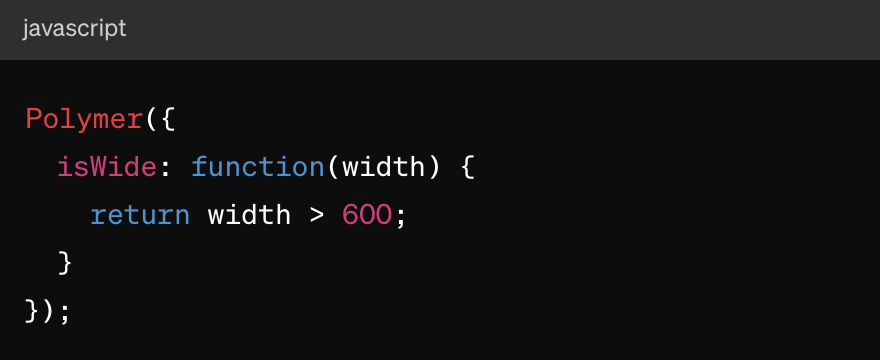 javascript
Polymer({
  isWide: function(width) {
    return width > 600;
  }
});